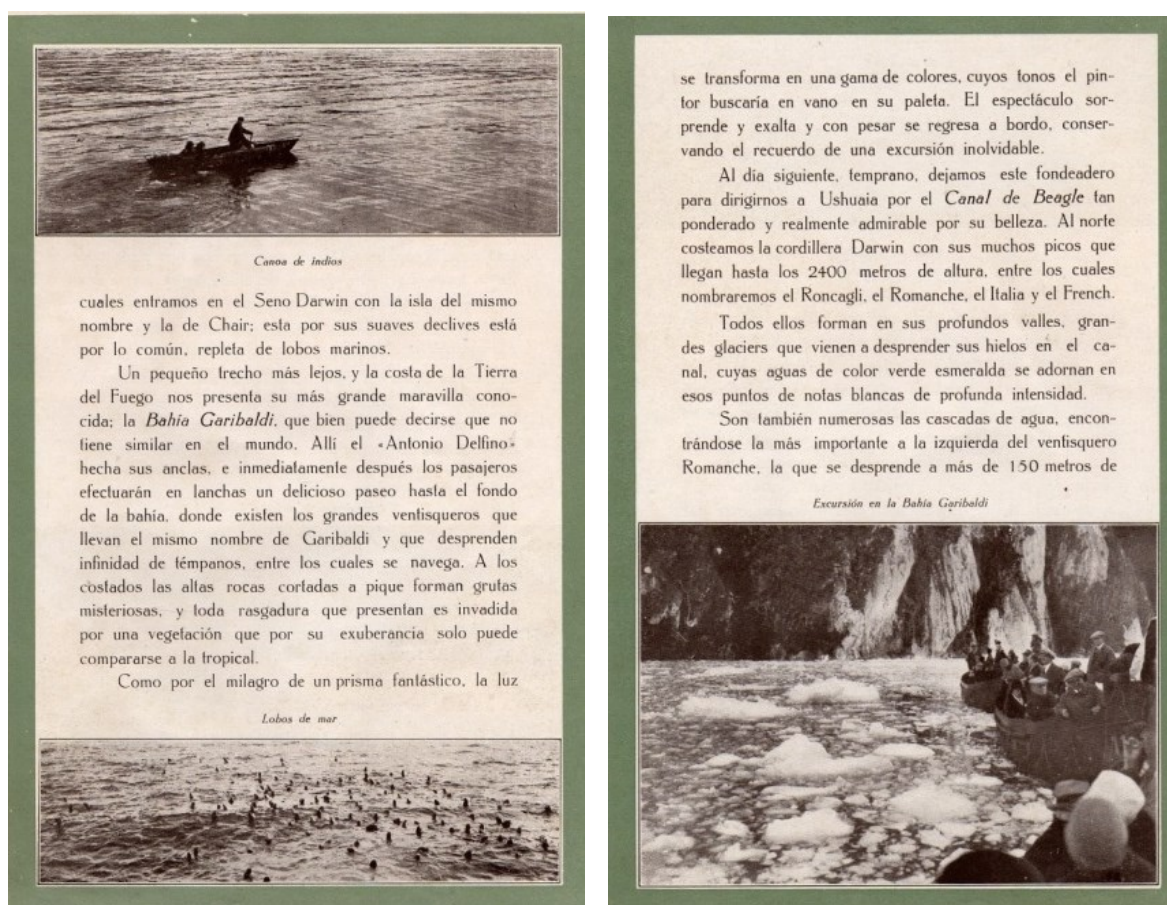 Canoa de indios
cuales entramos en el Seno Darwin con la isla del mismo
nombre y la de Chair; esta por sus suaves declives está
por lo común, repleta de lobos marinos.
Un pequeño trecho más lejos, y la costa de la Tierra
del Fuego nos presenta su más grande maravilla cono-
cida; la Bahía Garibaldi, que bien puede decirse que no
tiene similar en el mundo. Allí el «Antonio Delfino»
hecha sus anclas, e inmediatamente después los pasajeros
efectuarán en lanchas un delicioso paseo hasta el fondo
de la bahía, donde existen los grandes ventisqueros que
llevan el mismo nombre de Garibaldi y que desprenden
infinidad de témpanos, entre los cuales se navega. A los
costados las altas rocas cortadas a pique forman grutas
misteriosas, y toda rasgadura que presentan es invadida
por una vegetación que por su exuberancia solo puede
compararse a la tropical.
Como por el milagro de un prisma fantástico, la luz
Lobos de mar
se transforma en una gama de colores, cuyos tonos el pin-
tor buscaría en vano en su paleta. El espectáculo sor-
prende y exalta y con pesar se regresa a bordo, conser-
vando el recuerdo de una excursión inolvidable.
Al día siguiente, temprano, dejamos este fondeadero
para dirigirnos a Ushuaia por el Canal de Beagle tan
ponderado y realmente admirable por su belleza. Al norte
costeamos la cordillera Darwin con sus muchos picos que
llegan hasta los 2400 metros de altura, entre los cuales
nombraremos el Roncagli, el Romanche, el Italia y el French.
Todos ellos forman en sus profundos valles, gran-
des glaciers que vienen a desprender sus hielos en el ca-
nal, cuyas aguas de color verde esmeralda se adornan en
esos puntos de notas blancas de profunda intensidad.
Son también numerosas las cascadas de agua, encon-
trándose la más importante a la izquierda del ventisquero
Romanche, la que se desprende a más de 150 metros de
Excursión en la Bahía Garibaldi